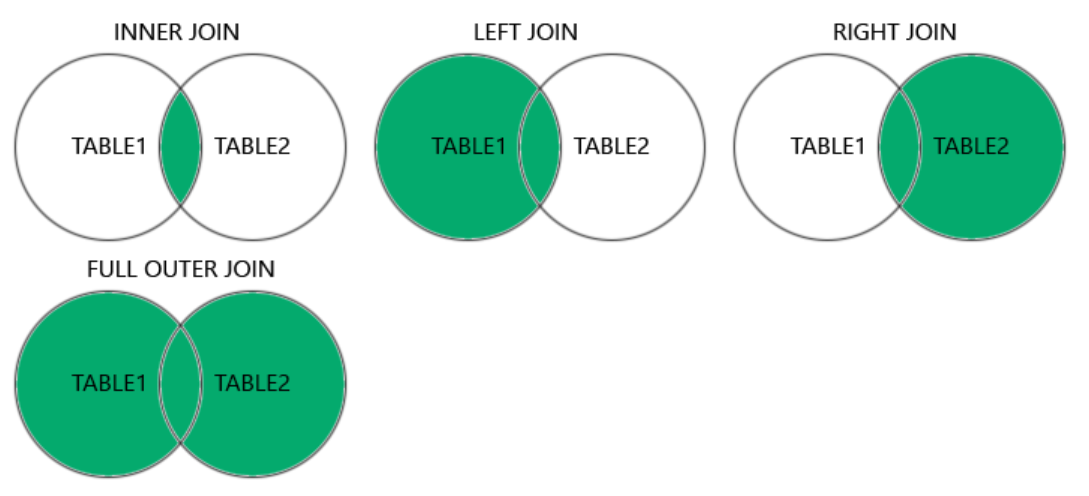 INNER JOIN
LEFT JOIN
RIGHT JOIN
TABLE1 TABLE2
TABLE1 TABLE2
TABLE1 TABLE2
FULL OUTER JOIN
TABLE1 TABLE2